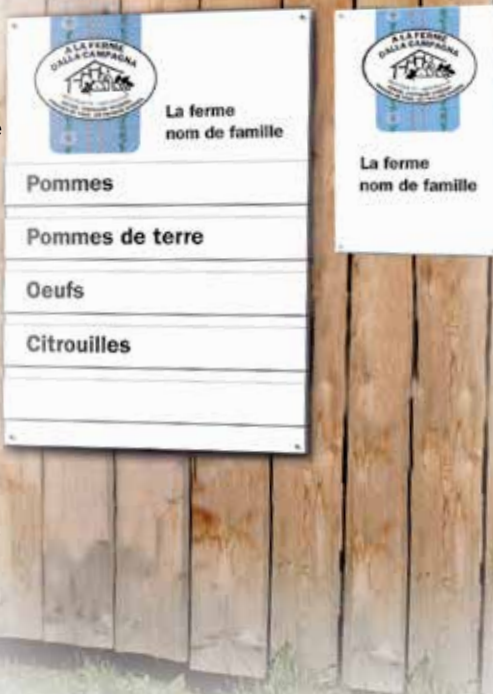 A LA FERME
DALLA CAMPAGNA
La ferme
nom de famille
Pommes
Pommes de terre
Oeufs
Citrouilles
A LA FERME
DALLA CAMPAGNA
La ferme
nom de famille